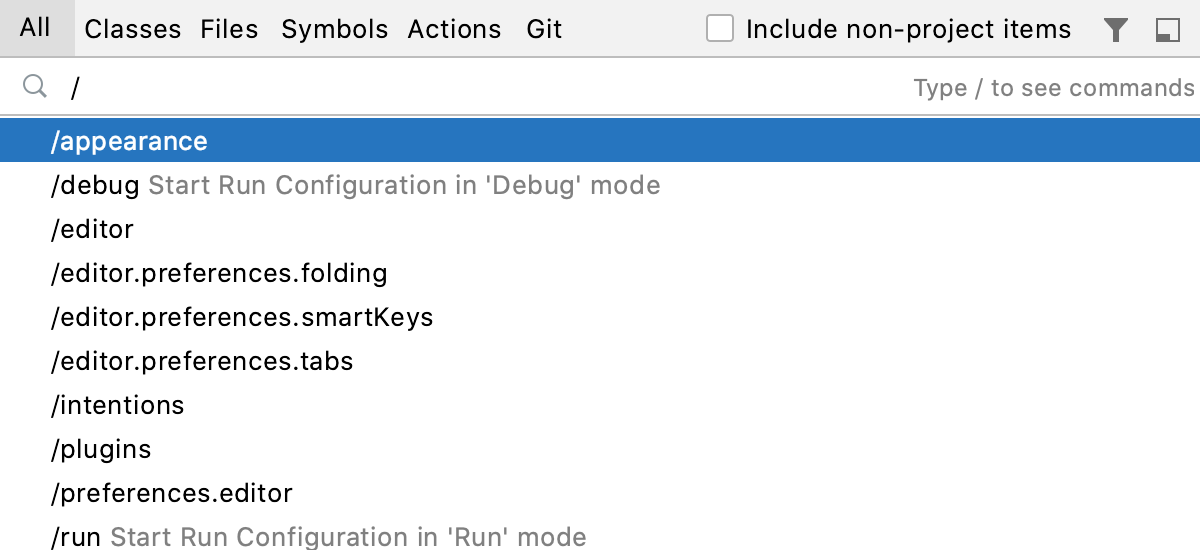 All Classes Files Symbols Actions Git Include non-project items
/ Type / to see commands
/appearance
/debug Start Run Configuration in 'Debug' mode
/editor
/editor.preferences.folding
/editor.preferences.smartKeys
/editor.preferences.tabs
/intentions
/plugins
/preferences.editor
/run Start Run Configuration in 'Run' mode